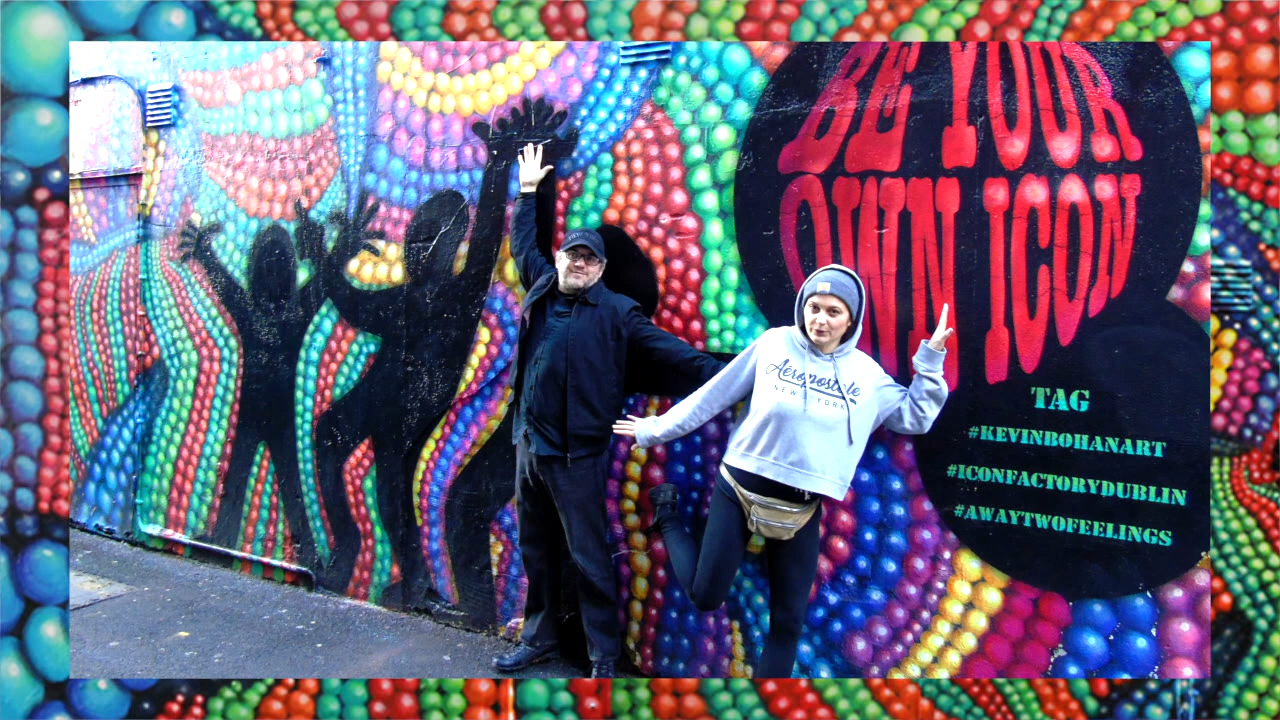 BE YOUR
OWN ICON
Aéropostale
NEW YORK
TAG
#KEVINBOHANART
#ICONFACTORYDUBLIN
#AWAYTWOFEELINGS